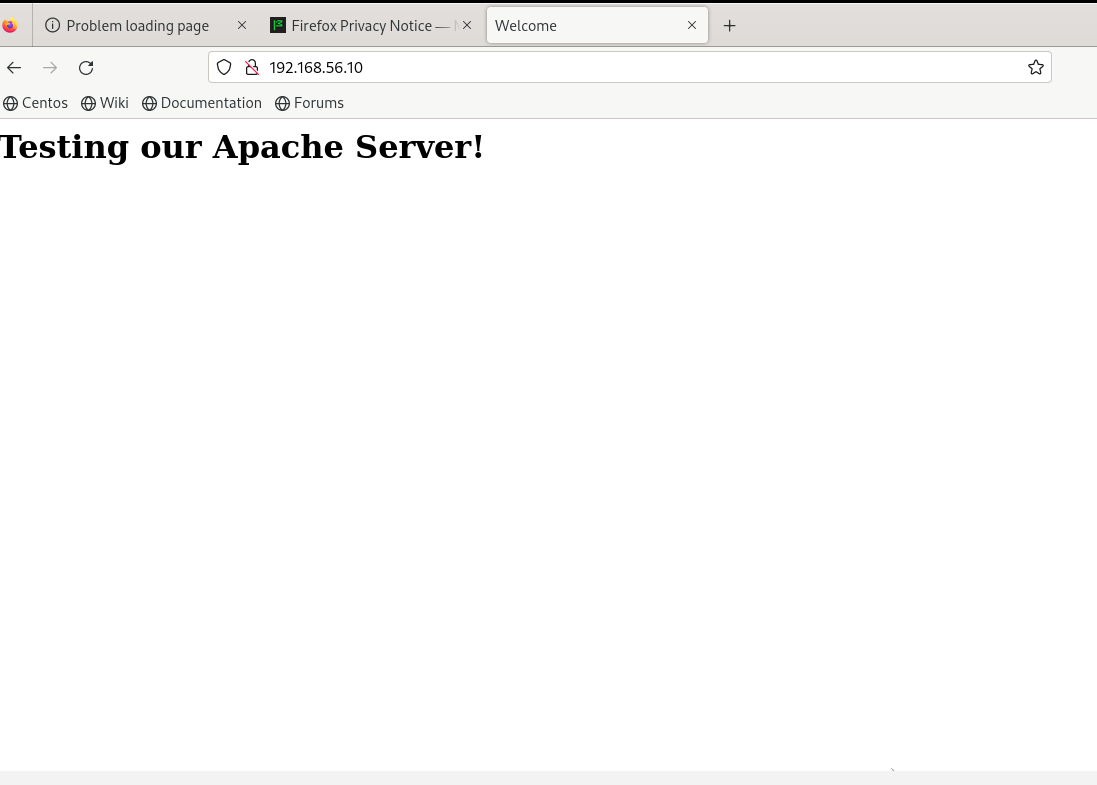 Problem loading page
Firefox Privacy Notice —
Welcome
192.168.56.10
Centos Wiki Documentation Forums
Testing our Apache Server!